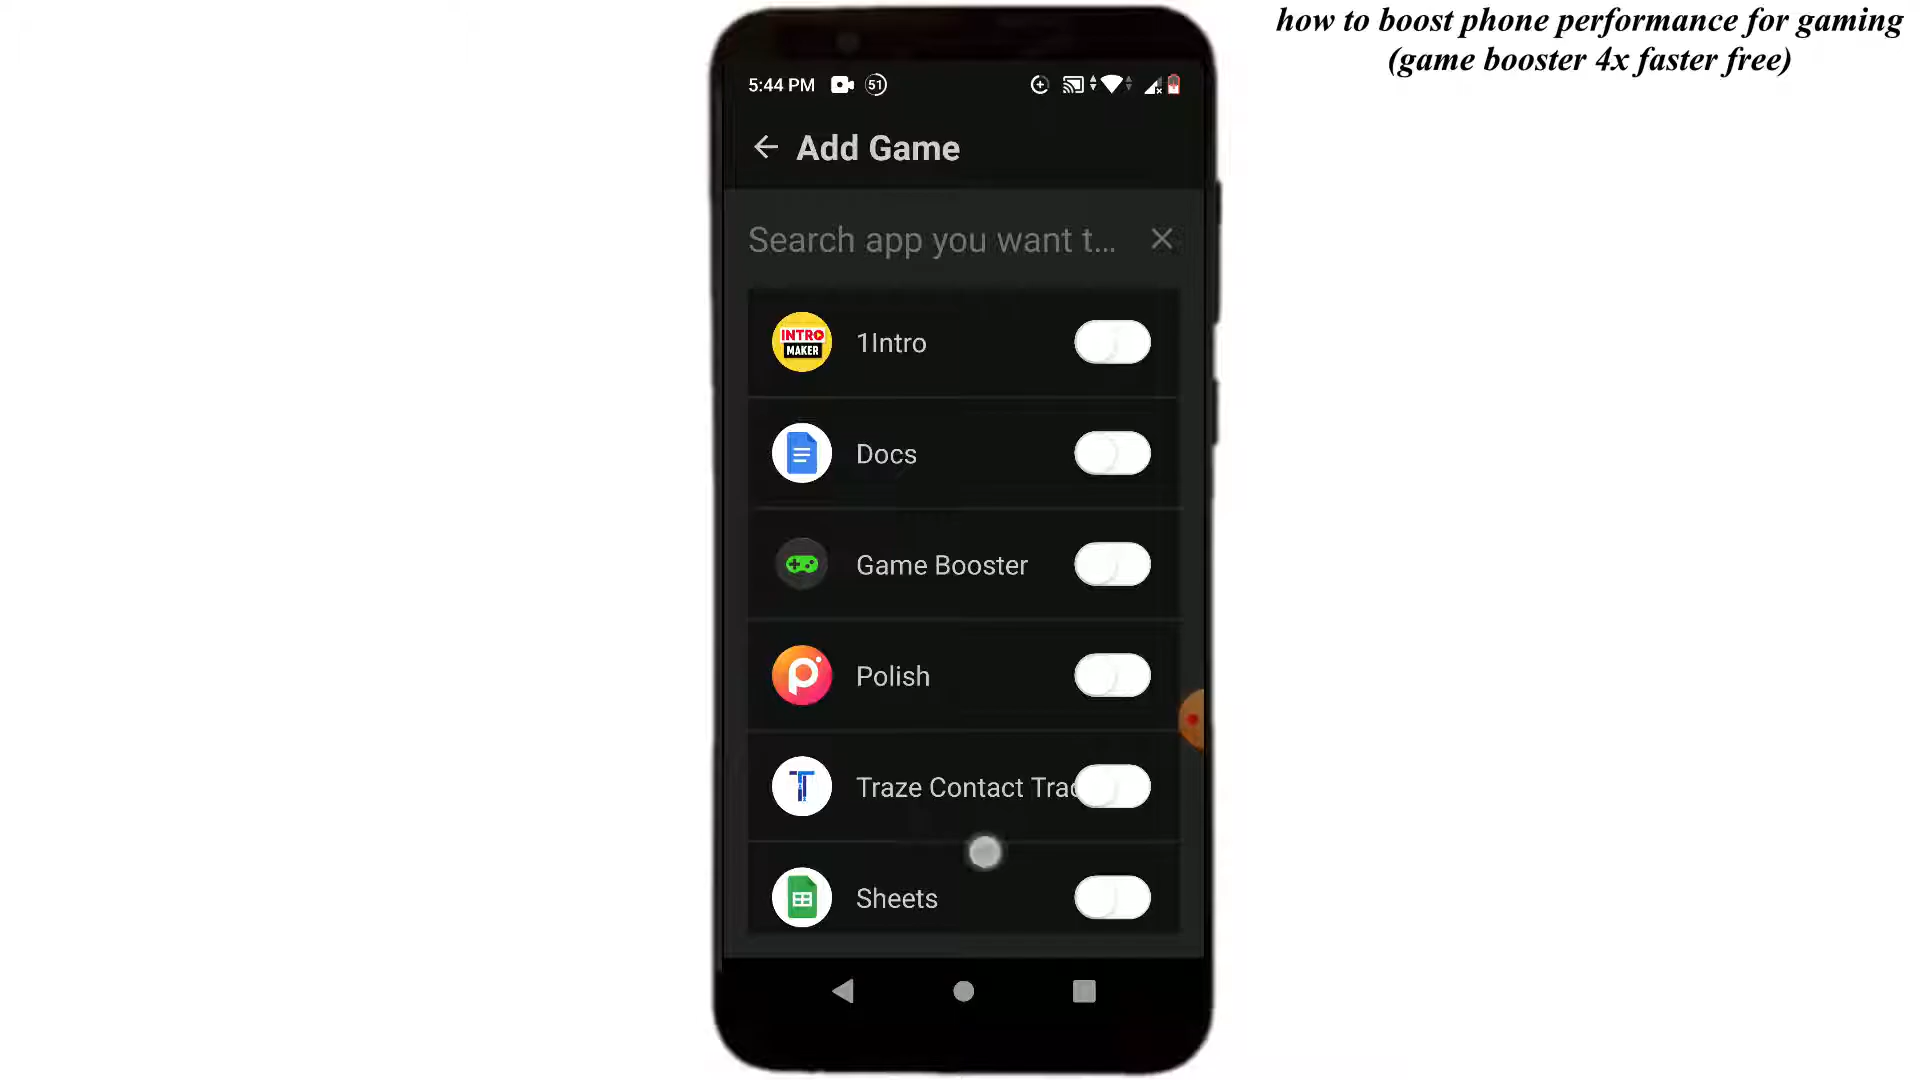 how to boost phone performance for gaming
(game booster 4x faster free)
5:44 PM 51
Add Game
Search app you want t...
INTRO
MAKER
1Intro
Docs
Game Booster
Polish
Traze Contact Trac
Sheets